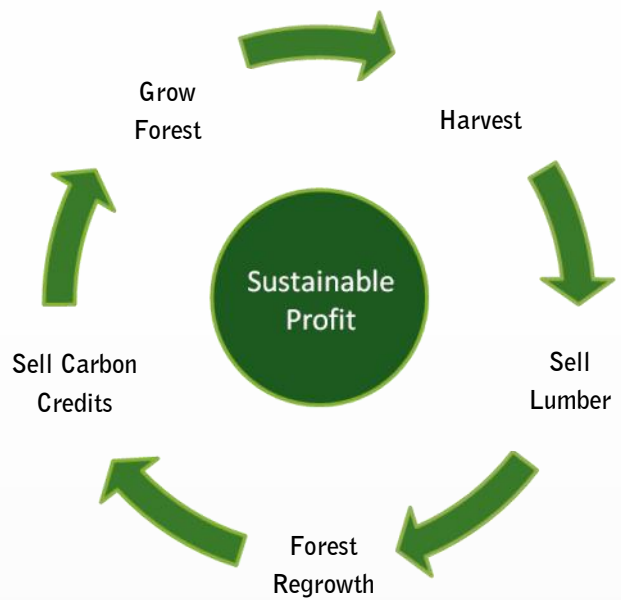 Grow
Forest
Harvest
Sustainable
Profit
Sell Carbon
Credits
Sell
Lumber
Forest
Regrowth